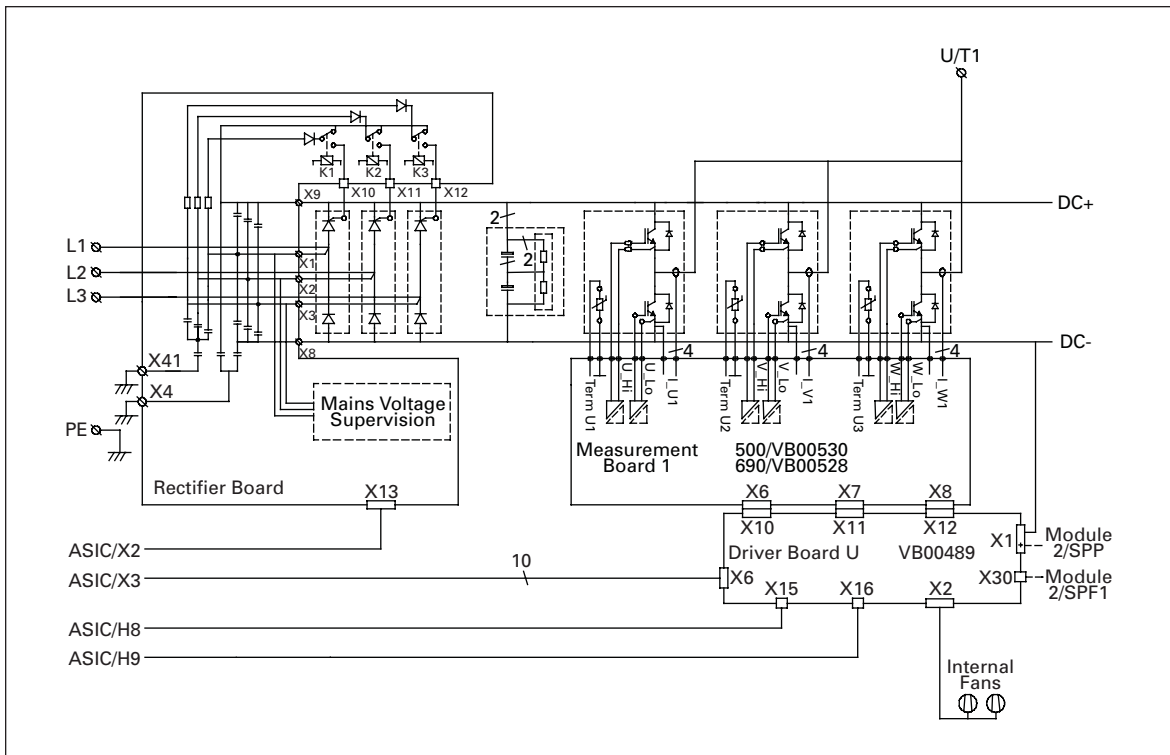 U/T1
K1 K2 K3
X9 X10 X11 X12
DC+
L1
L2
L3
X1
X2
X3
X8
2
2
DC-
X41
X4
PE
4 4 4
Term U1 U_Hi U_Lo I_U1
Term U2 V_Hi V_Lo I_V1
Term U3 W_Hi W_Lo I_W1
Mains Voltage
Supervision
Measurement
Board 1
500/VB00530
690/VB00528
Rectifier Board
X13
X6 X7 X8
X10 X11 X12
ASIC/X2
Driver Board U VB00489
X1
Module
2/SPP
ASIC/X3
10
X6
X15 X16 X2
X30
Module
2/SPF1
ASIC/H8
ASIC/H9
Internal
Fans